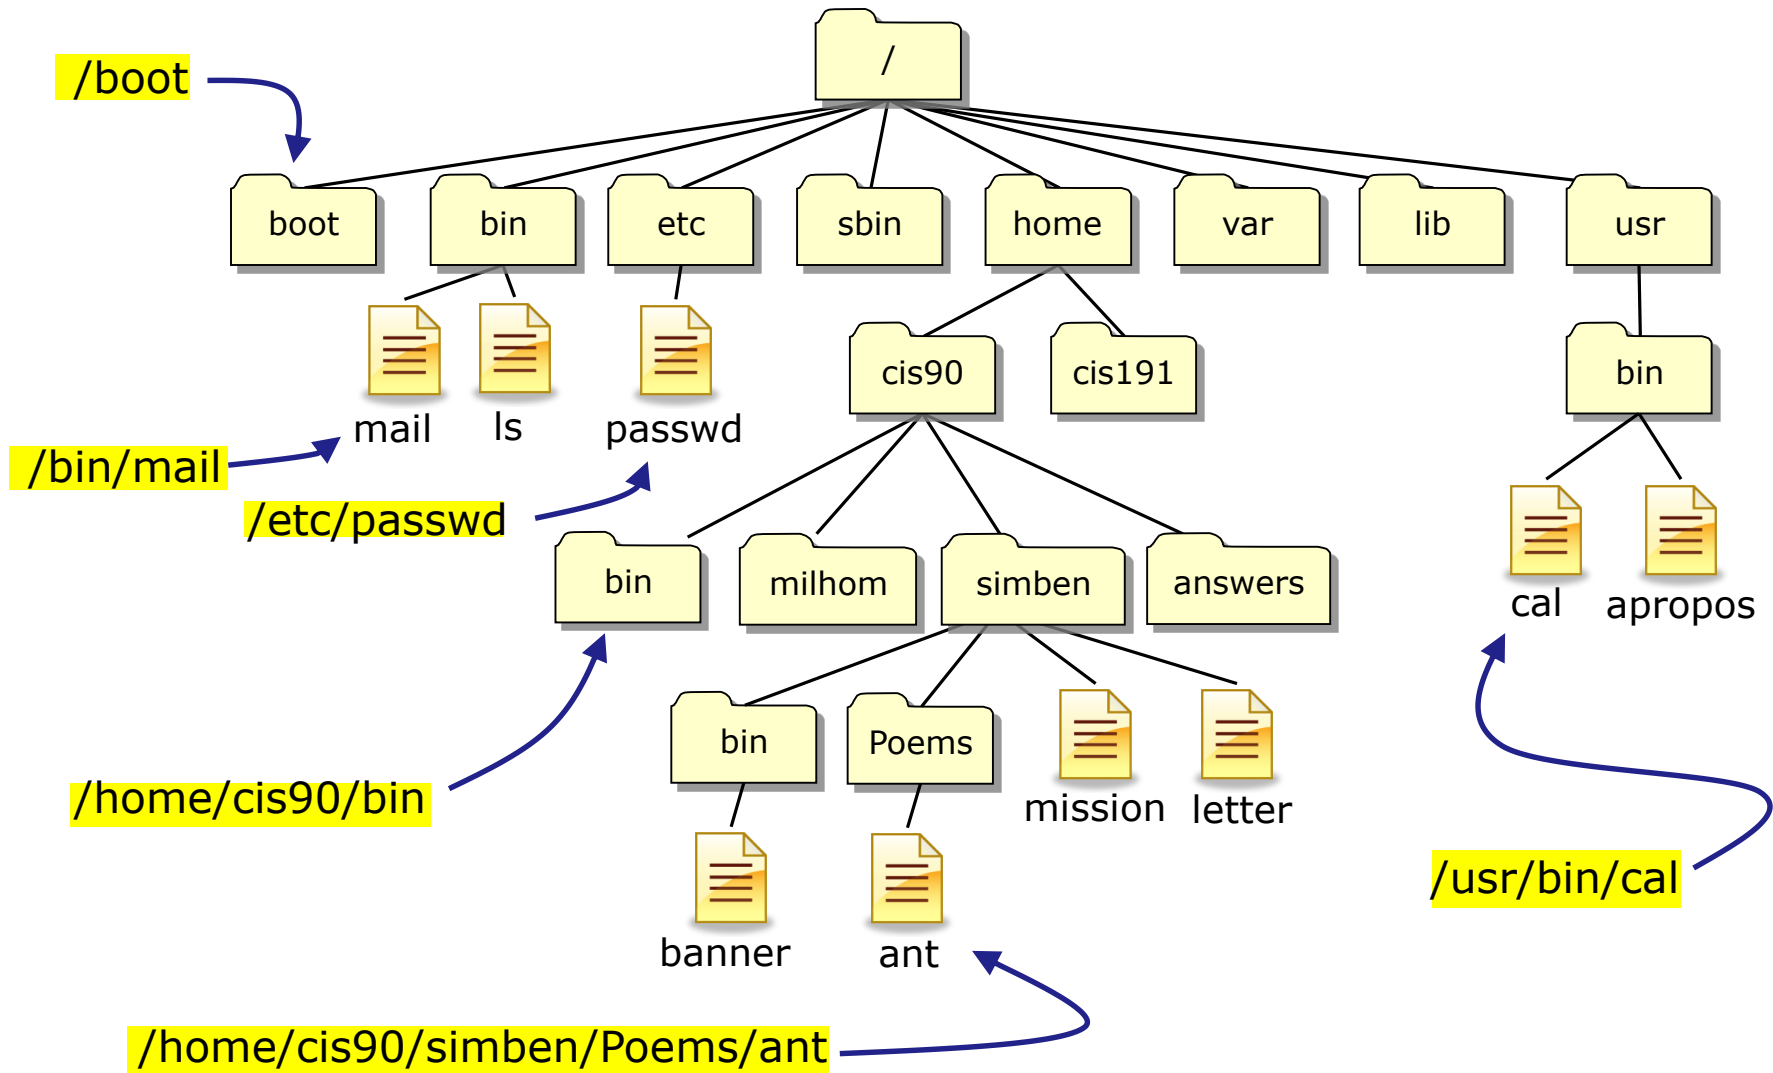 /
/boot
boot
bin
etc
sbin
home
var
lib
usr
mail
ls
passwd
cis90
cis191
bin
/bin/mail
/etc/passwd
bin
milhom
simben
answers
cal
apropos
bin
Poems
mission
letter
/home/cis90/bin
banner
ant
/usr/bin/cal
/home/cis90/simben/Poems/ant